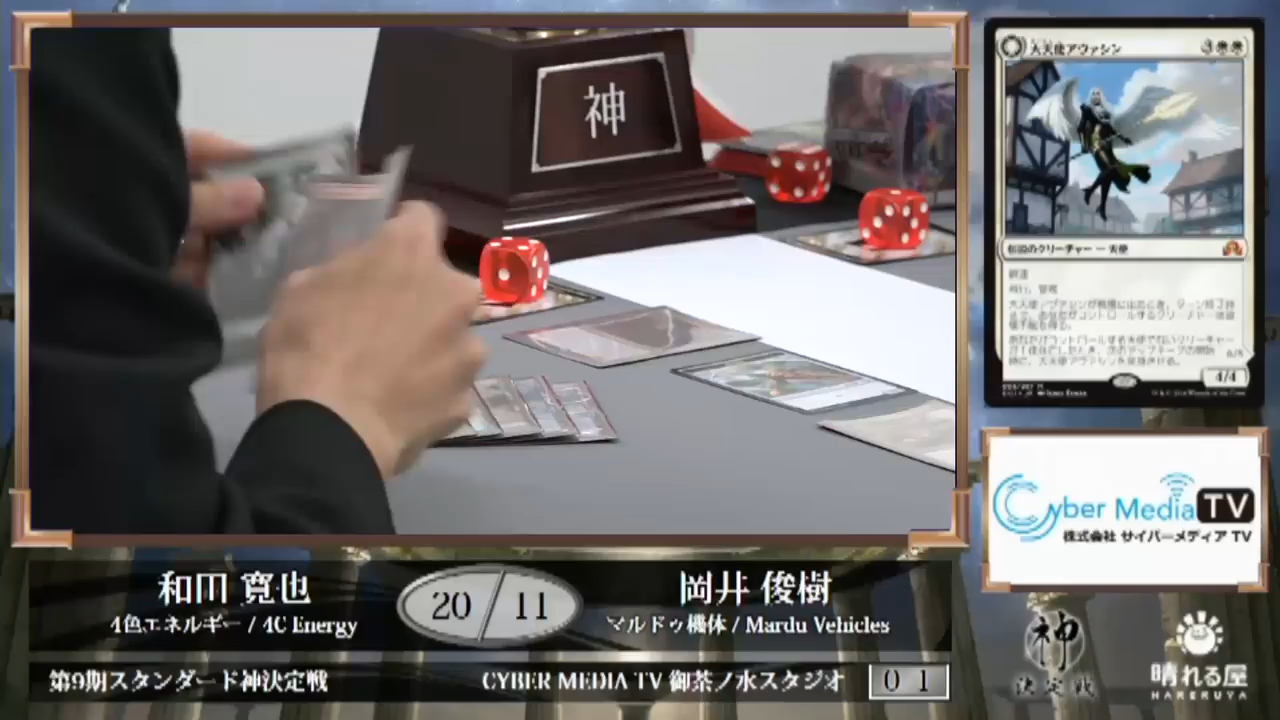 神
大天使アヴァシン
伝説のクリーチャー — 天使
飛行、警戒
4/4
Cyber Media TV
株式会社 サイバーメディア TV
和田 寛也
4色エネルギー / 4C Energy
20 / 11
岡井 俊樹
マルドゥ機体 / Mardu Vehicles
第9期スタンダード神決定戦
CYBER MEDIA TV 御茶ノ水スタジオ
0 1
神
決定戦
晴れる屋
HARERUYA